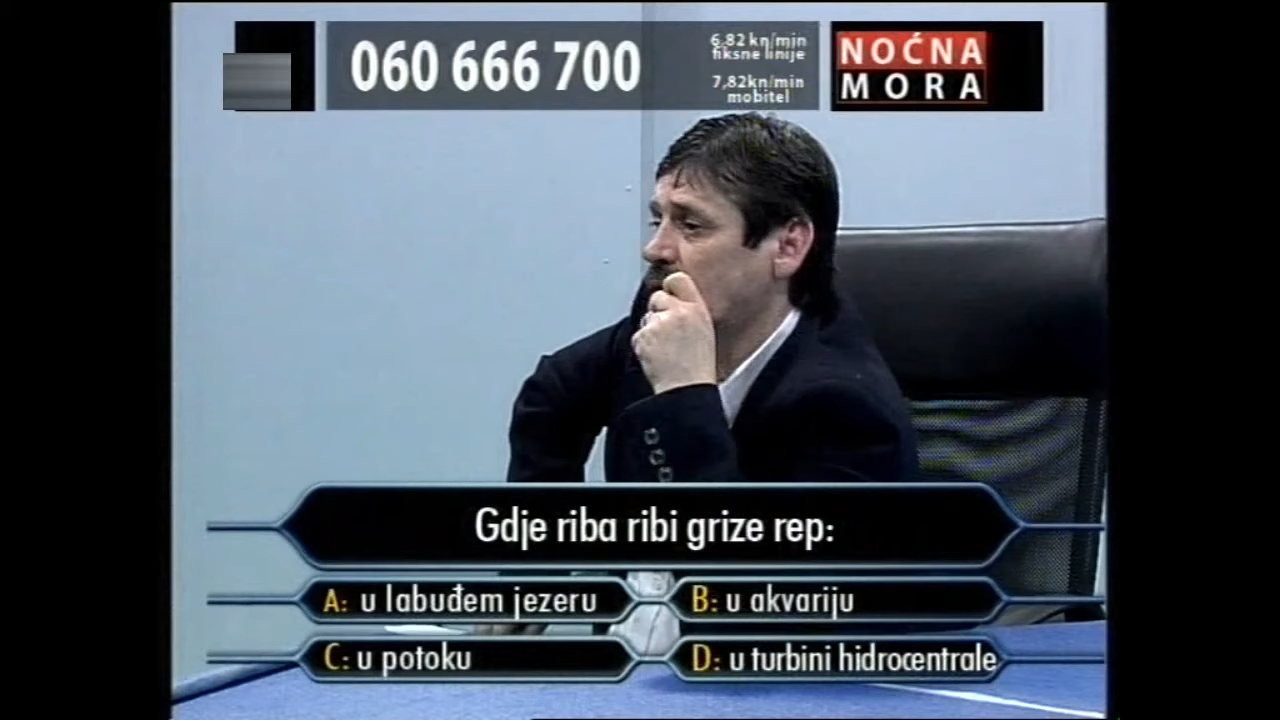 060 666 700
6,82 kn/min
fiksne linije
7,82kn/min
mobitel
NOĆNA
MORA
Gdje riba ribi grize rep:
A: u labuđem jezeru
B: u akvariju
C: u potoku
D: u turbini hidrocentrale